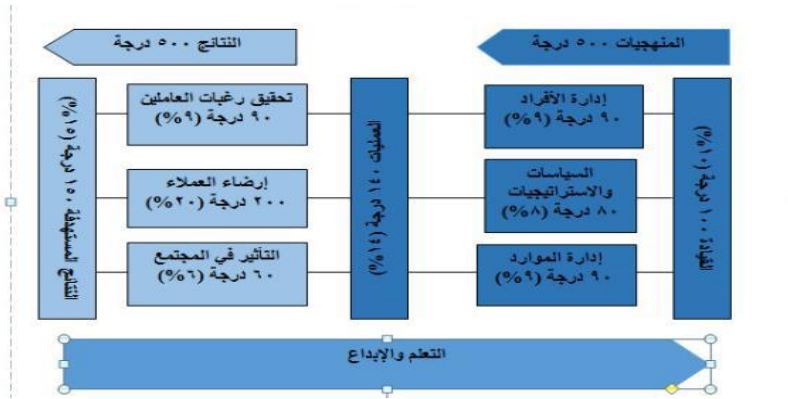 المنهجيات ٥٠٠ درجة
النتائج ٥٠٠ درجة
القيادة ١٠٠ درجة (١٠%)
إدارة الأفراد
٩٠ درجة (٩%)
السياسات
والاستراتيجيات
٨٠ درجة (٨%)
إدارة الموارد
٩٠ درجة (٩%)
العمليات ١٤٠ درجة (١٤%)
تحقيق رغبات العاملين
٩٠ درجة (٩%)
إرضاء العملاء
٢٠٠ درجة (٢٠%)
التأثير في المجتمع
٦٠ درجة (٦%)
النتائج المستهدفة ١٥٠ درجة (١٥%)
التعلم والإبداع